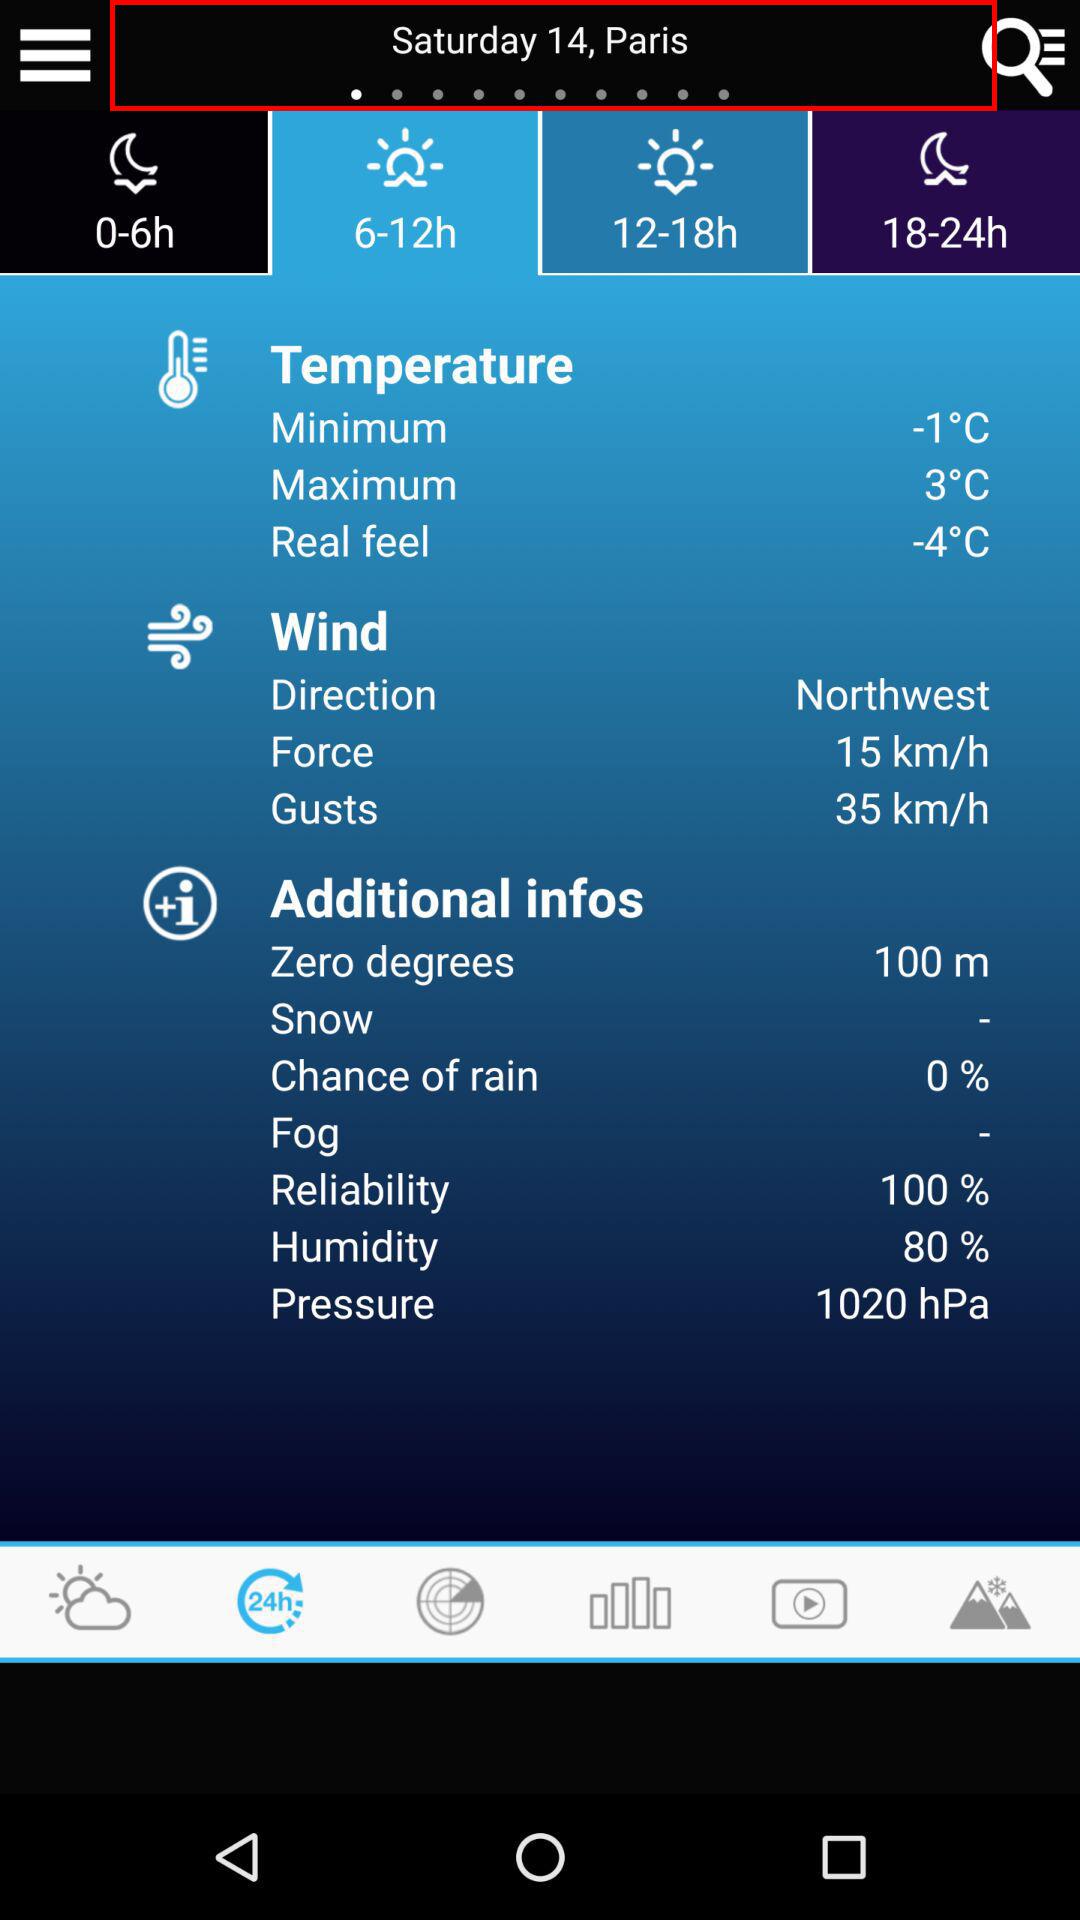 Saturday 14, Paris
0-6h 6-12h 12-18h 18-24h
Temperature
Minimum -1°C
Maximum 3°C
Real feel -4°C
Wind
Direction Northwest
Force 15 km/h
Gusts 35 km/h
+i Additional infos
Zero degrees 100 m
Snow -
Chance of rain 0 %
Fog -
Reliability 100 %
Humidity 80 %
Pressure 1020 hPa
24h